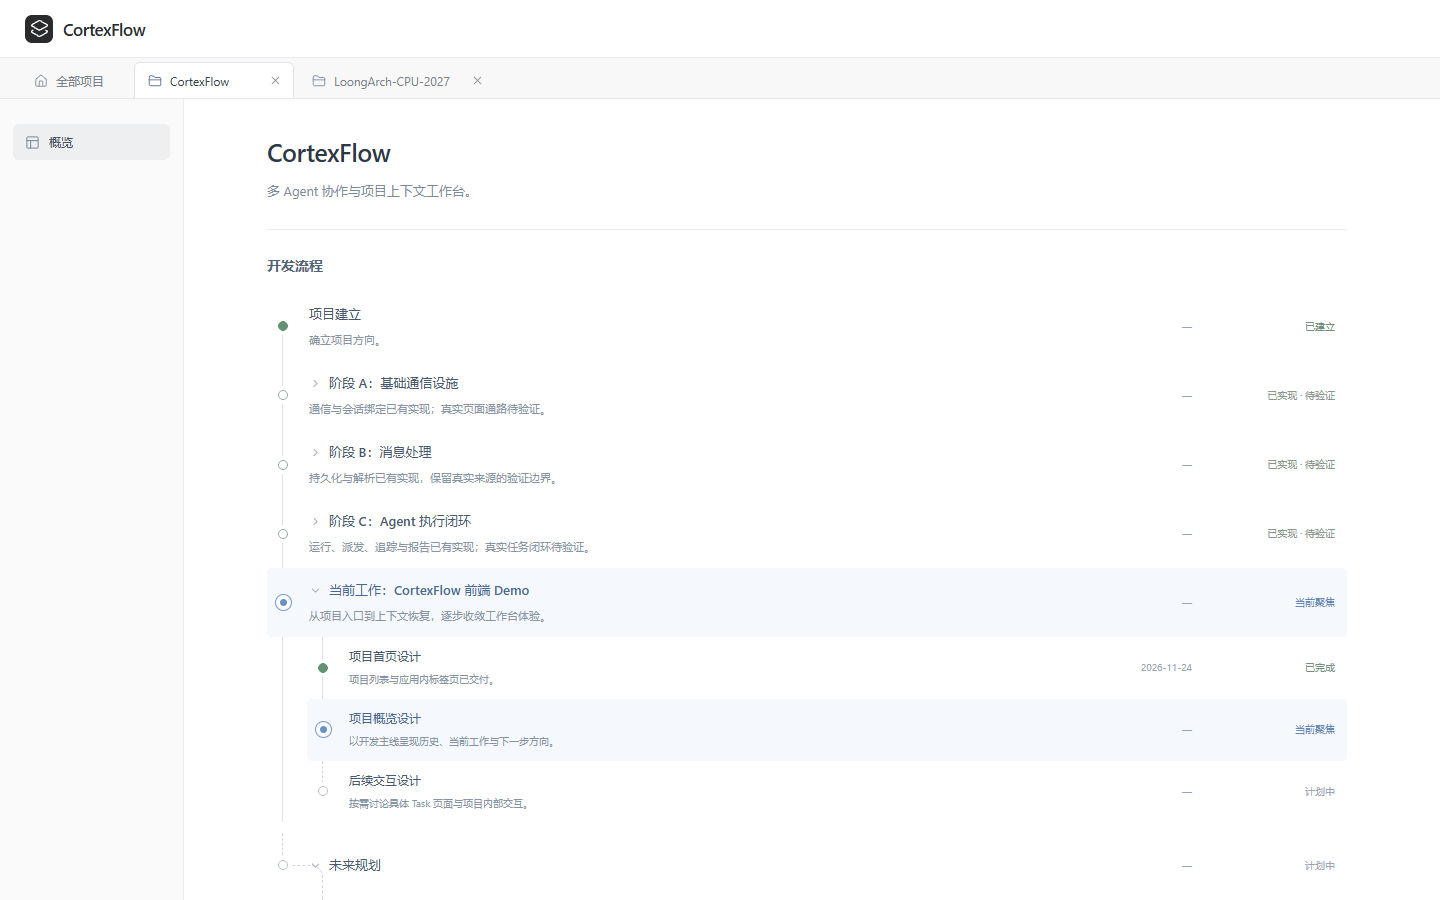 CortexFlow
全部项目
CortexFlow
LoongArch-CPU-2027
概览
CortexFlow
多 Agent 协作与项目上下文工作台。
开发流程
项目建立
确立项目方向。
—
已建立
阶段 A：基础通信设施
通信与会话绑定已有实现；真实页面通路待验证。
—
已实现 · 待验证
阶段 B：消息处理
持久化与解析已有实现，保留真实来源的验证边界。
—
已实现 · 待验证
阶段 C：Agent 执行闭环
运行、派发、追踪与报告已有实现；真实任务闭环待验证。
—
已实现 · 待验证
当前工作：CortexFlow 前端 Demo
从项目入口到上下文恢复，逐步收敛工作台体验。
—
当前聚焦
项目首页设计
项目列表与应用内标签页已交付。
2026-11-24
已完成
项目概览设计
以开发主线呈现历史、当前工作与下一步方向。
—
当前聚焦
后续交互设计
按需讨论具体 Task 页面与项目内部交互。
—
计划中
未来规划
—
计划中